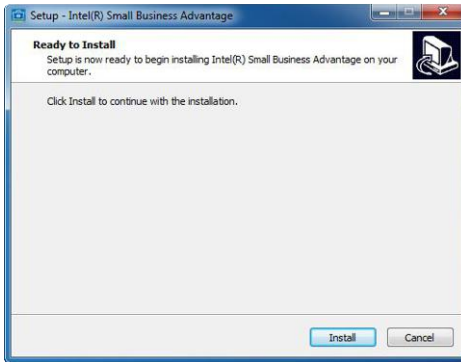 Setup - Intel(R) Small Business Advantage
Ready to Install
Setup is now ready to begin installing Intel(R) Small Business Advantage on your
computer.
Click Install to continue with the installation.
Install
Cancel